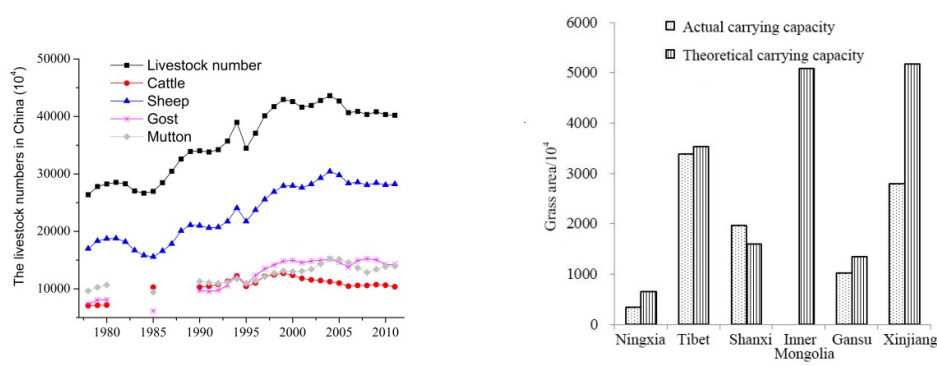 The livestock numbers in China (10⁴)
50000
40000
30000
20000
10000
Livestock number
Cattle
Sheep
Gost
Mutton
1980
1985
1990
1995
2000
2005
2010
Grass area/10⁴
6000
5000
4000
3000
2000
1000
0
Actual carrying capacity
Theoretical carrying capacity
Ningxia
Tibet
Shanxi
Inner
Mongolia
Gansu
Xinjiang